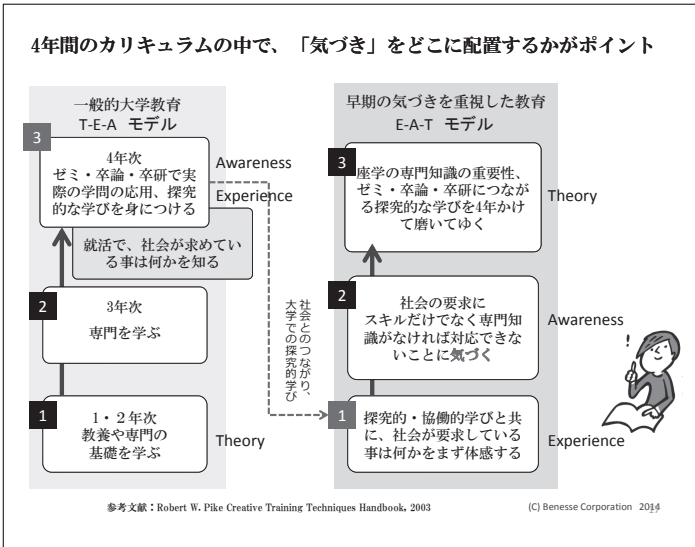 4年間のカリキュラムの中で、「気づき」をどこに配置するかがポイント
一般的大学教育
T-E-A モデル
3
4年次
ゼミ・卒論・卒研で実
際の学問の応用、探究
的な学びを身につける
Awareness
Experience
就活で、社会が求めてい
る事は何かを知る
2
3年次
専門を学ぶ
1
1・2年次
教養や専門の
基礎を学ぶ
Theory
社会とのつながり、
大学での探究的学び
早期の気づきを重視した教育
E-A-T モデル
3
座学の専門知識の重要性、
ゼミ・卒論・卒研につなが
る探究的な学びを4年かけ
て磨いてゆく
Theory
2
社会の要求に
スキルだけでなく専門知
識がなければ対応できな
いことに気づく
Awareness
!
1
探究的・協働的学びと共
に、社会が要求している
事は何かをまず体感する
Experience
参考文献：Robert W. Pike Creative Training Techniques Handbook, 2003
(C) Benesse Corporation 2014